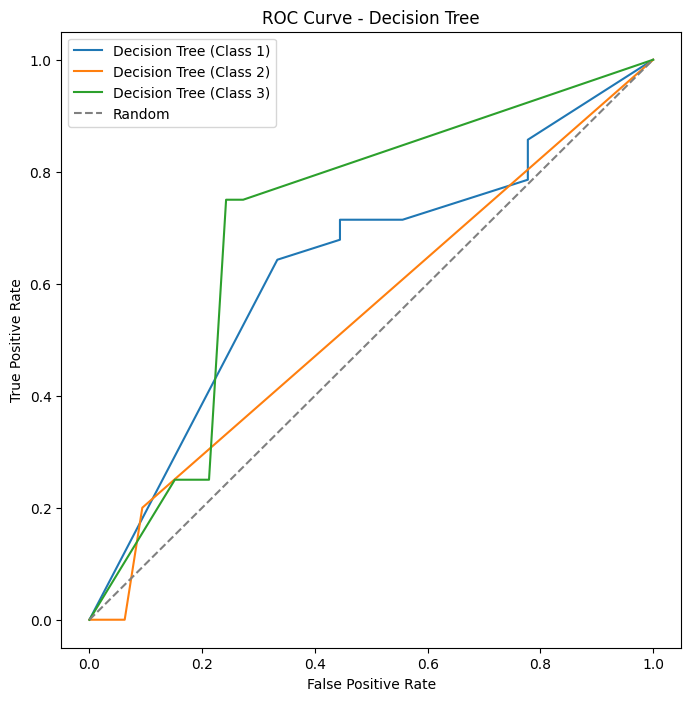 ROC Curve - Decision Tree
Decision Tree (Class 1)
Decision Tree (Class 2)
Decision Tree (Class 3)
Random
True Positive Rate
1.0
0.8
0.6
0.4
0.2
0.0
0.0 0.2 0.4 0.6 0.8 1.0
False Positive Rate